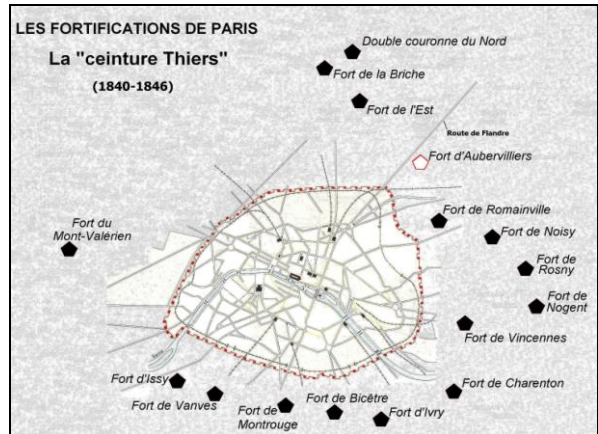 LES FORTIFICATIONS DE PARIS
La "ceinture Thiers"
(1840-1846)
Double couronne du Nord
Fort de la Briche
Fort de l'Est
Route de Flandre
Fort d'Aubervilliers
Fort de Romainville
Fort de Noisy
Fort du
Mont-Valérien
Fort de
Rosny
Fort de
Nogent
Fort de Vincennes
Seine
Fort d'Issy
Fort de Charenton
Fort de Vanves
Fort de
Montrouge
Fort de Bicêtre
Fort d'Ivry